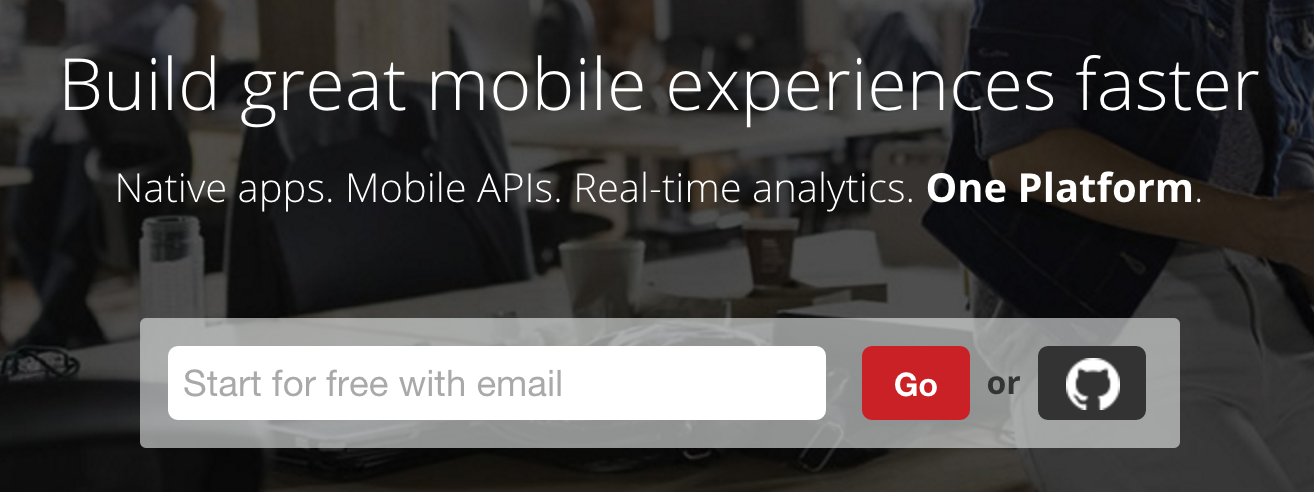 Build great mobile experiences faster
Native apps. Mobile APIs. Real-time analytics. One Platform.
Start for free with email
Go or